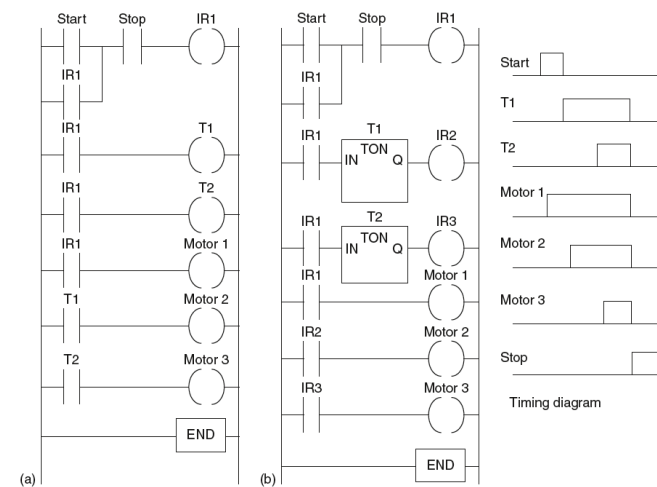 Start Stop IR1
IR1
IR1 T1
IR1 T2
IR1 Motor 1
T1 Motor 2
T2 Motor 3
END
(a)
Start Stop IR1
IR1
IR1 T1 IR2
IN TON Q
IR1 T2 IR3
IN TON Q
IR1 Motor 1
IR2 Motor 2
IR3 Motor 3
END
(b)
Start
T1
T2
Motor 1
Motor 2
Motor 3
Stop
Timing diagram